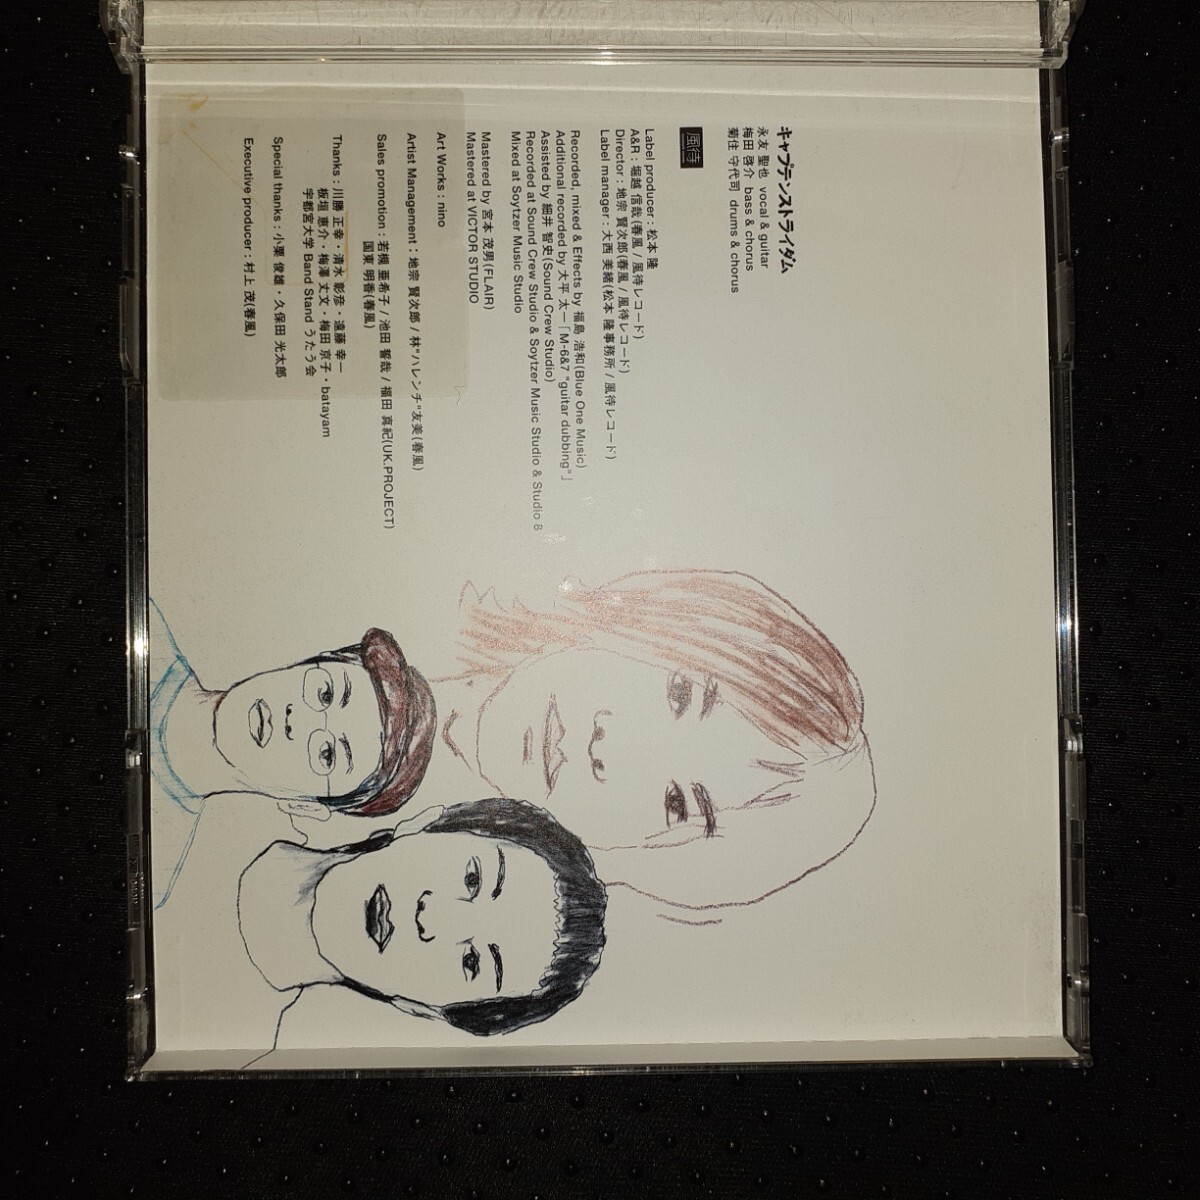 キャプテンストライダム
永友 聖也 vocal & guitar
梅田 啓介 bass & chorus
菊住 守代司 drums & chorus
風待
Label producer : 松本 隆
A&R : 堀越 信哉(春風 / 風待レコード)
Director : 地宗 賢次郎(春風 / 風待レコード)
Label manager : 大西 美緒(松本 隆事務所 / 風待レコード)
Recorded, mixed & Effects by 福島 浩和(Blue One Music)
Additional recorded by 大平 太一「M-6&7 "guitar dubbing"」
Assisted by 細井 智史(Sound Crew Studio)
Recorded at Sound Crew Studio & Soytzer Music Studio & Studio 8
Mixed at Soytzer Music Studio
Mastered by 宮本 茂男(FLAIR)
Mastered at VICTOR STUDIO
Art Works : nino
Artist Management : 地宗 賢次郎 / 林"ハレンチ"友美(春風)
Sales promotion : 若槻 亜希子 / 池田 誓哉 / 福田 真紀(UK.PROJECT)
国東 明香(春風)
Thanks : 川勝 正幸・清水 彰彦・遠藤 幸一
板垣 恵介・梅澤 丈文・梅田 京子・batayam
宇都宮大学 Band Stand うたう会
Special thanks : 小栗 俊雄・久保田 光太郎
Executive producer : 村上 茂(春風)